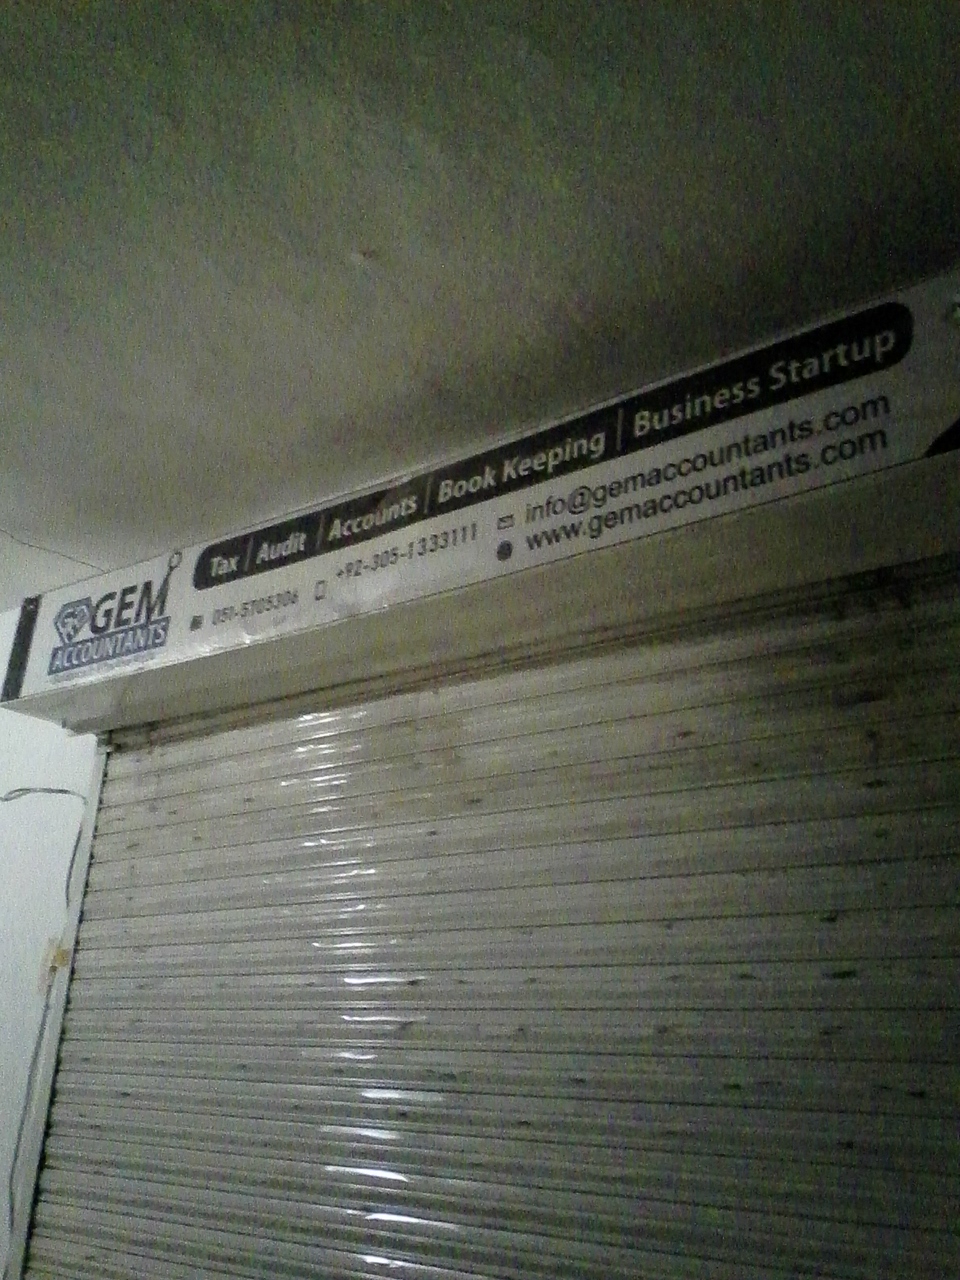 GEM
ACCOUNTANTS
Tax | Audit | Accounts | Book Keeping | Business Startup
051-5705306
+92-305-1333111
info@gemaccountants.com
www.gemaccountants.com